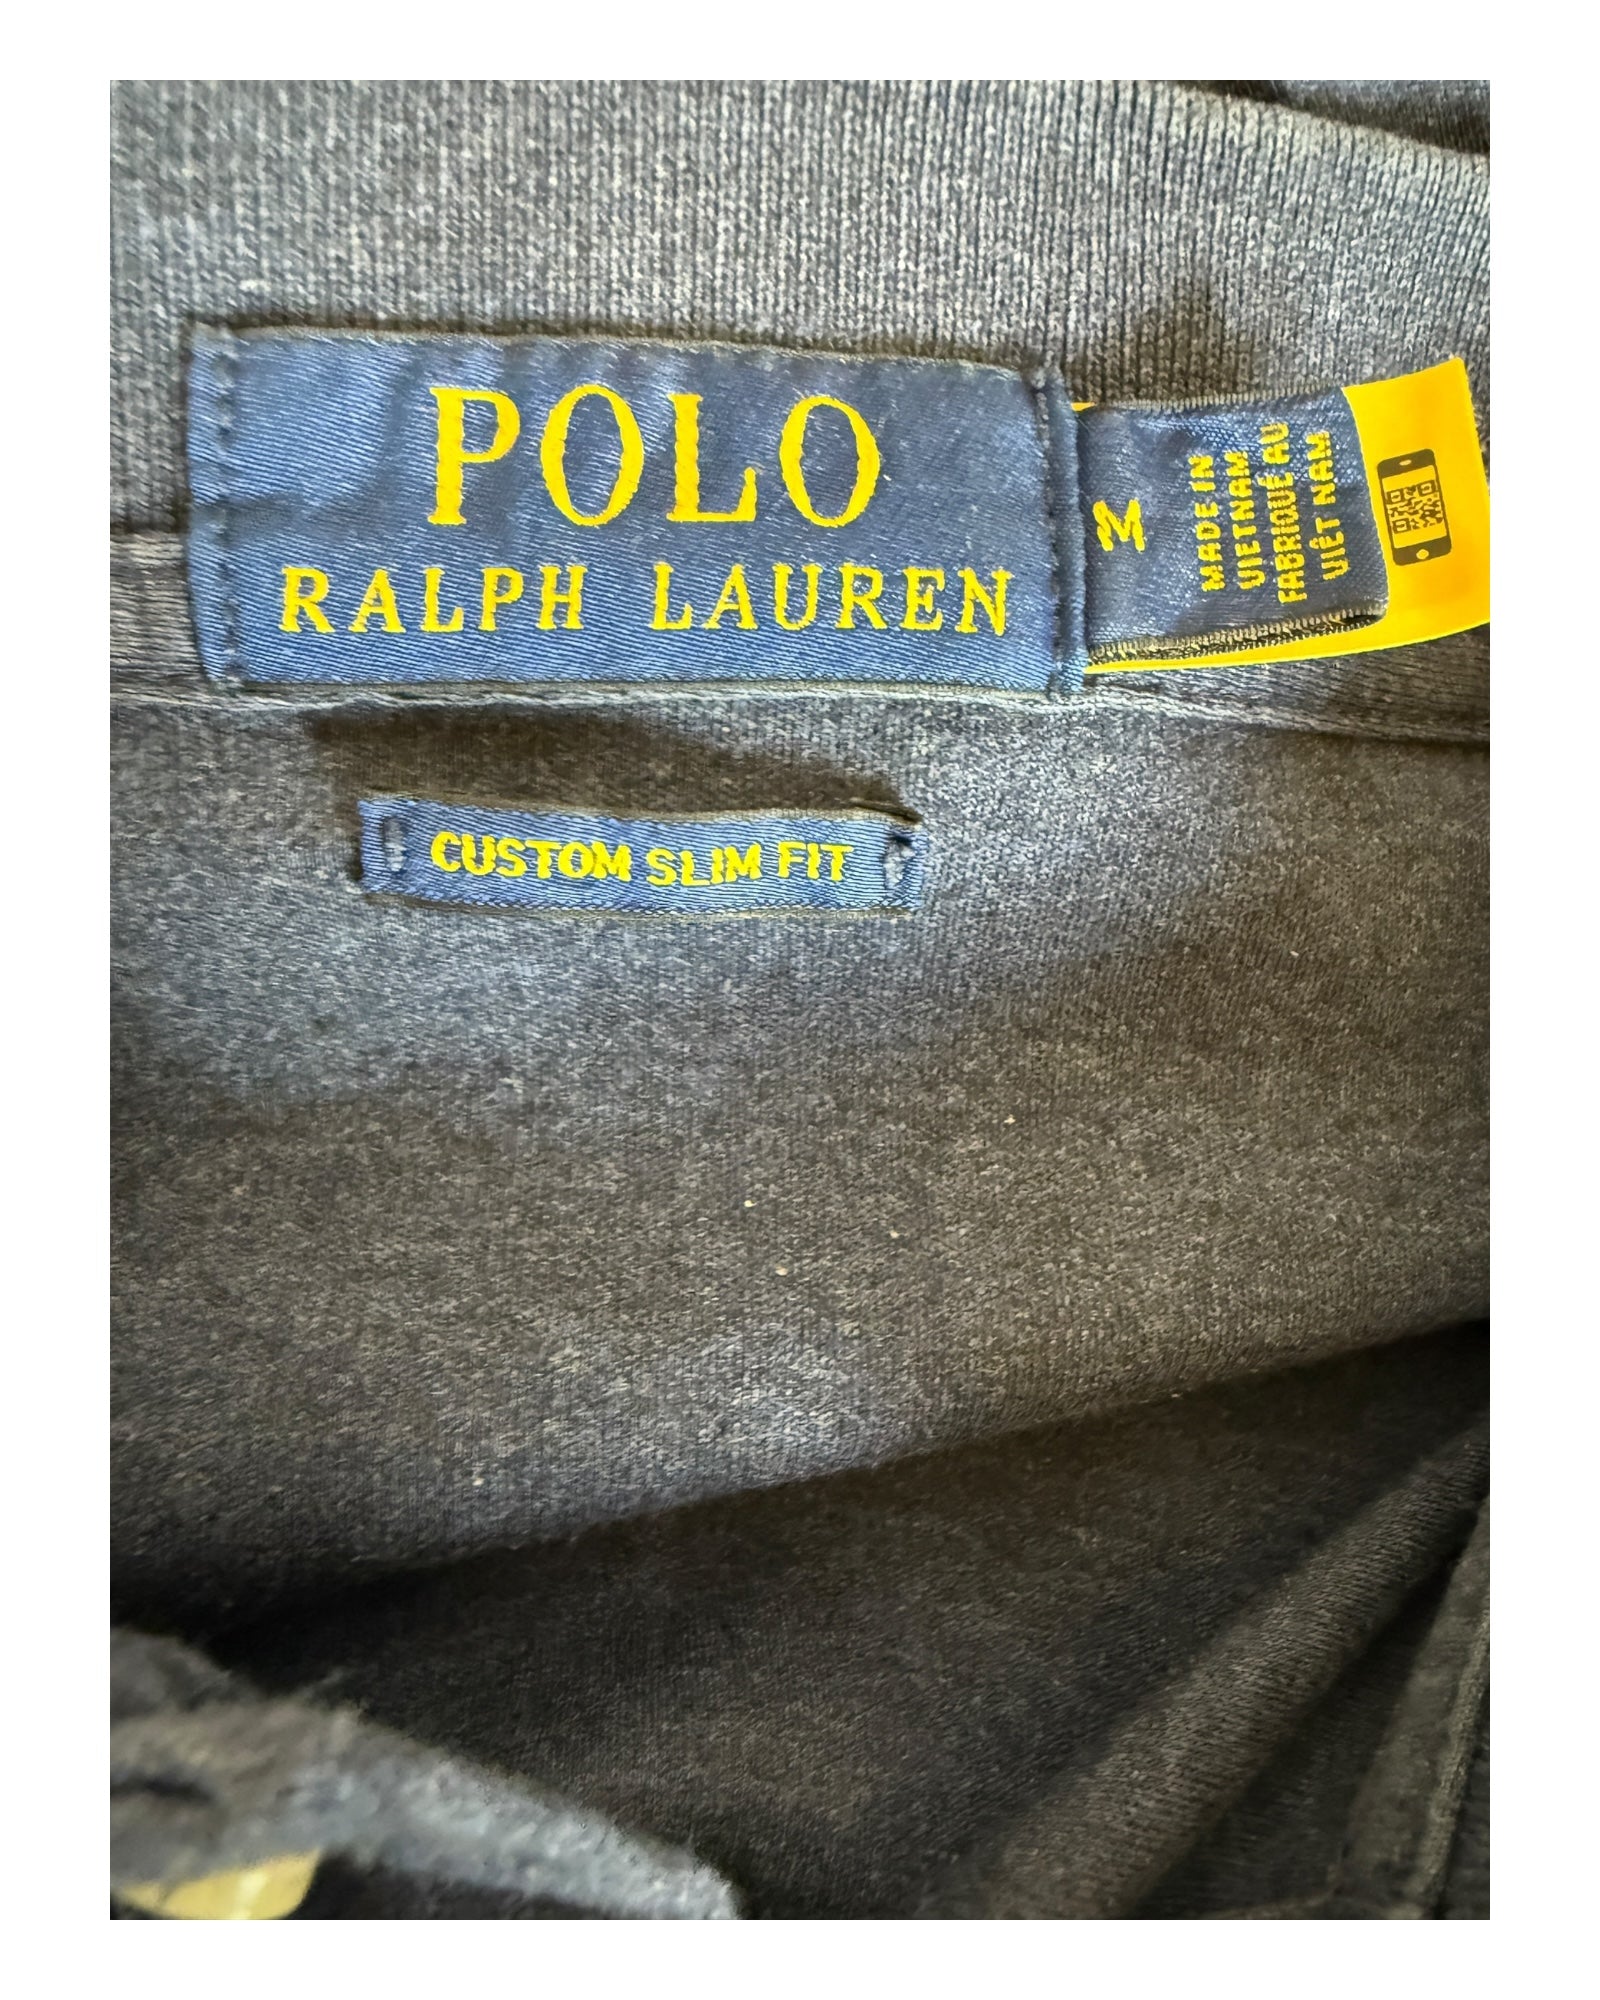 POLO
RALPH LAUREN
M
MADE IN
VIETNAM
FABRIQUÉ AU
VIÊT NAM
CUSTOM SLIM FIT